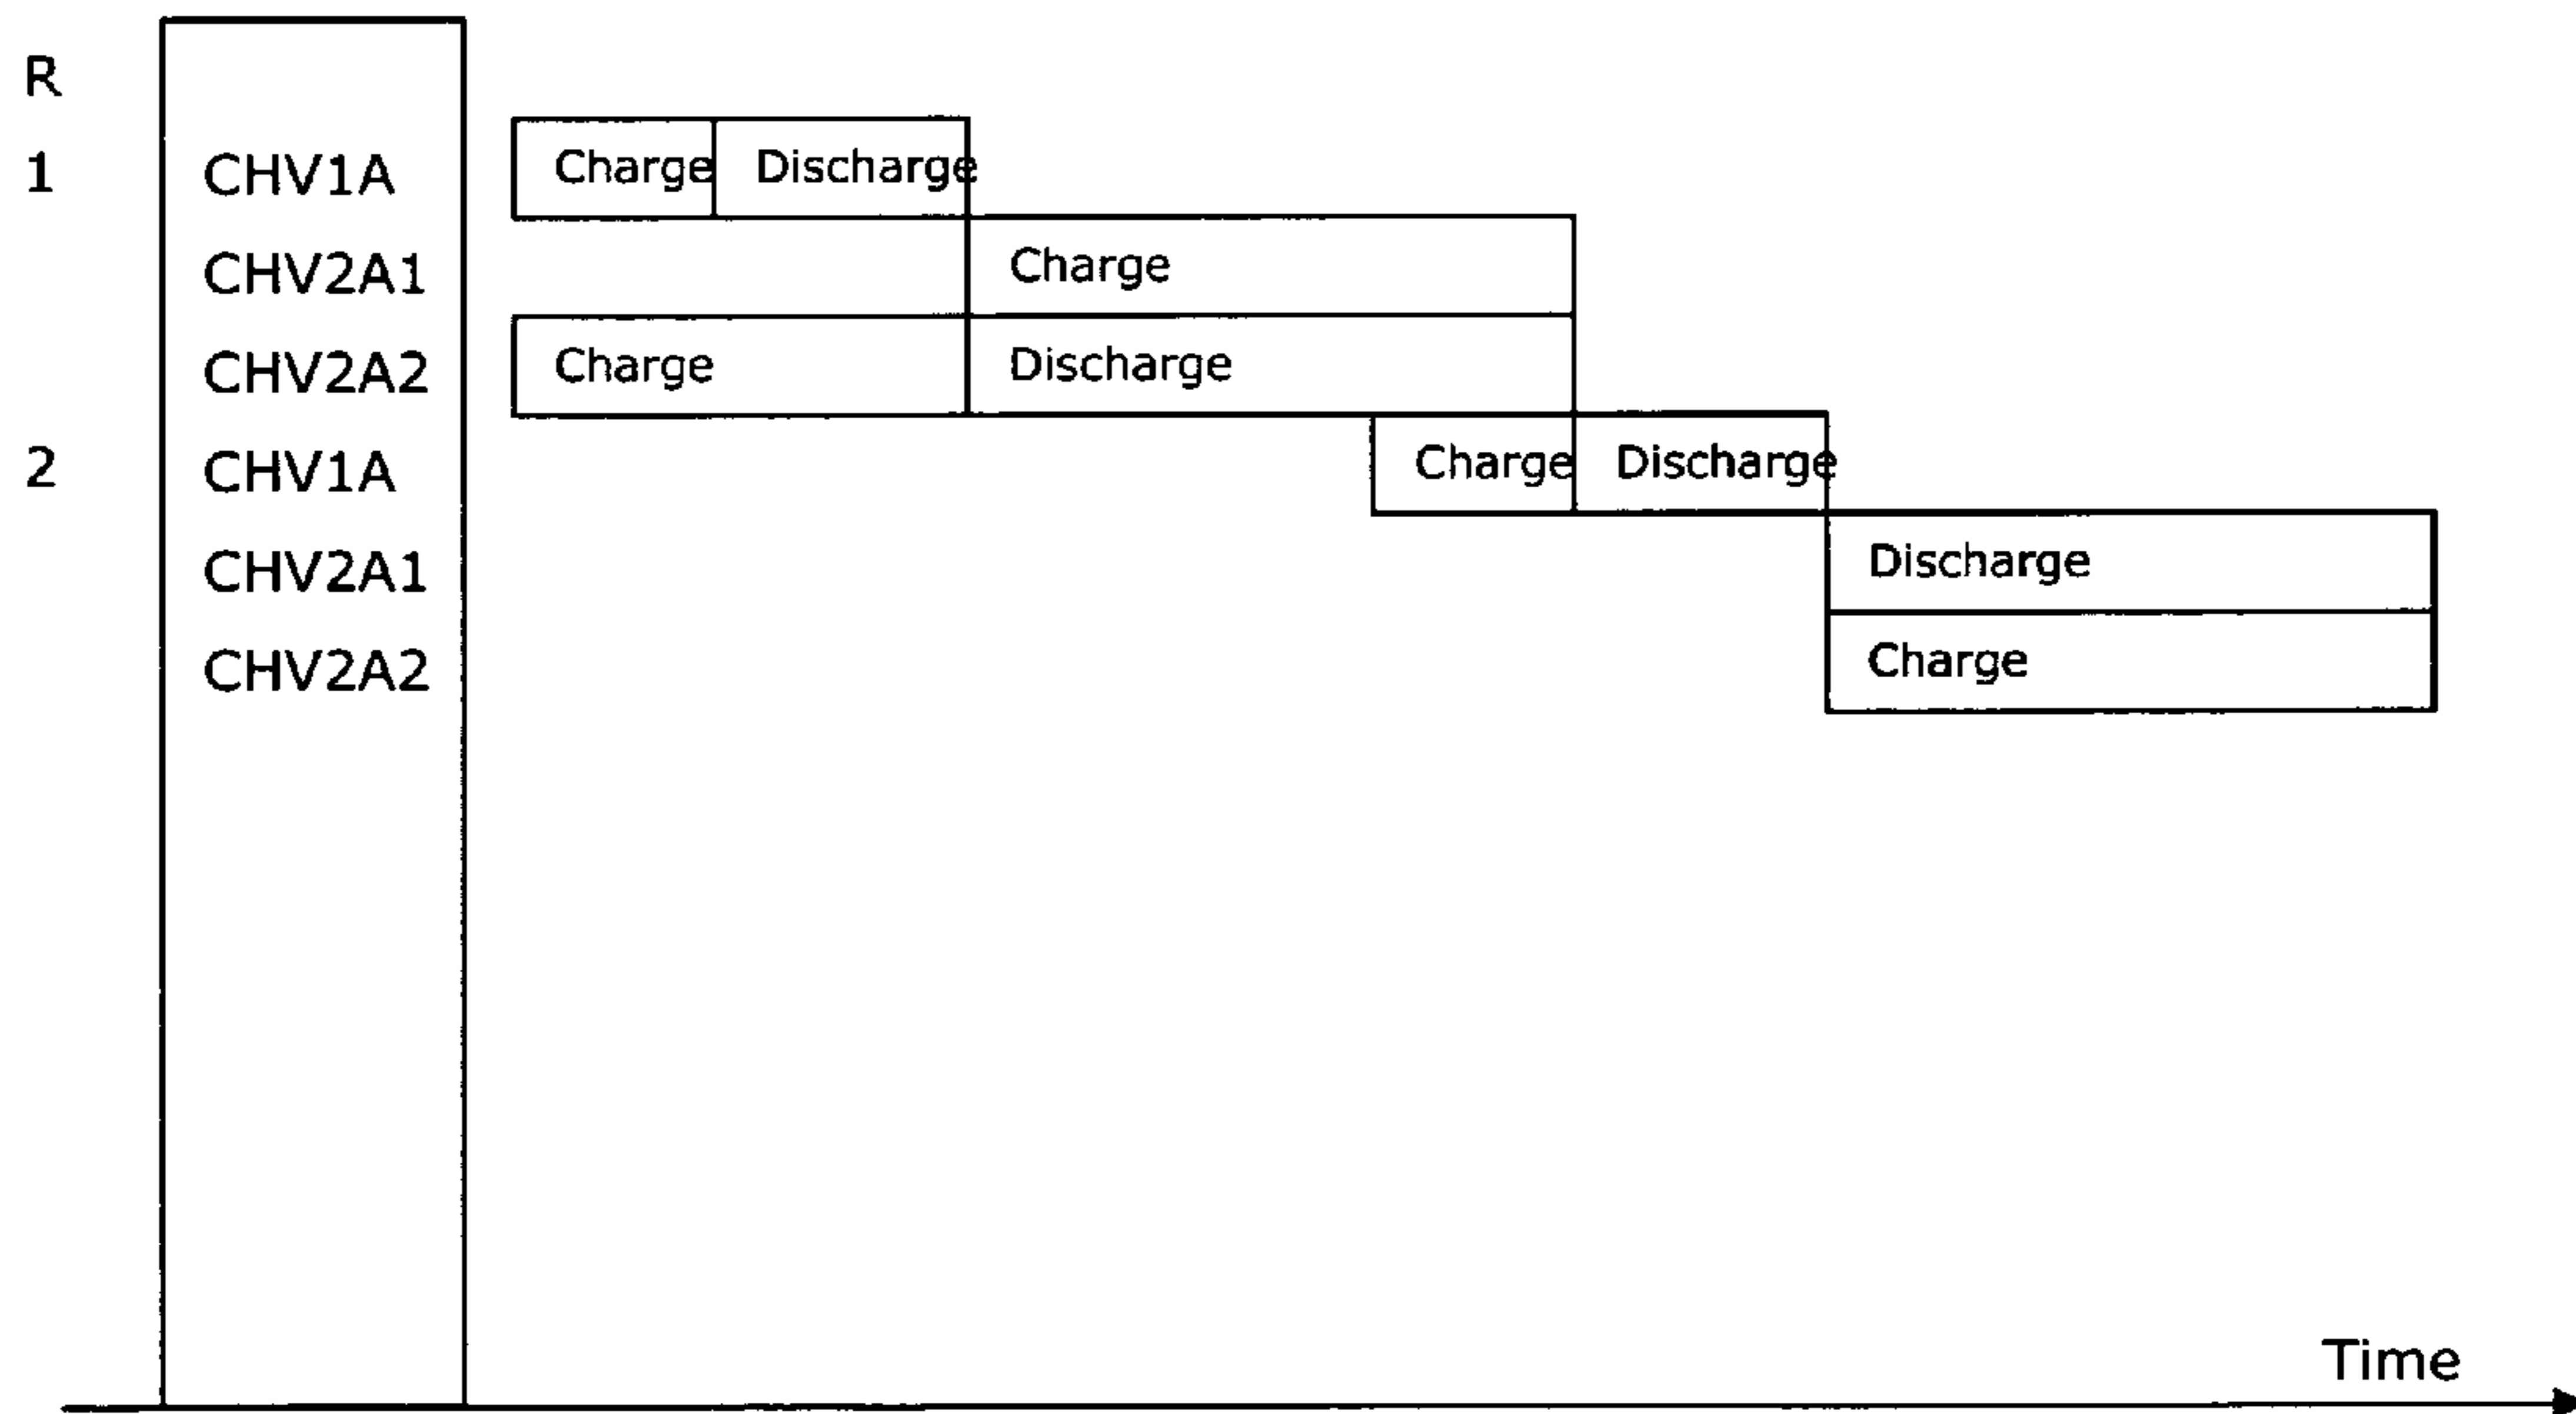 R
1 CHV1A Charge Discharge
CHV2A1 Charge
CHV2A2 Charge Discharge
2 CHV1A Charge Discharge
CHV2A1 Discharge
CHV2A2 Charge
Time